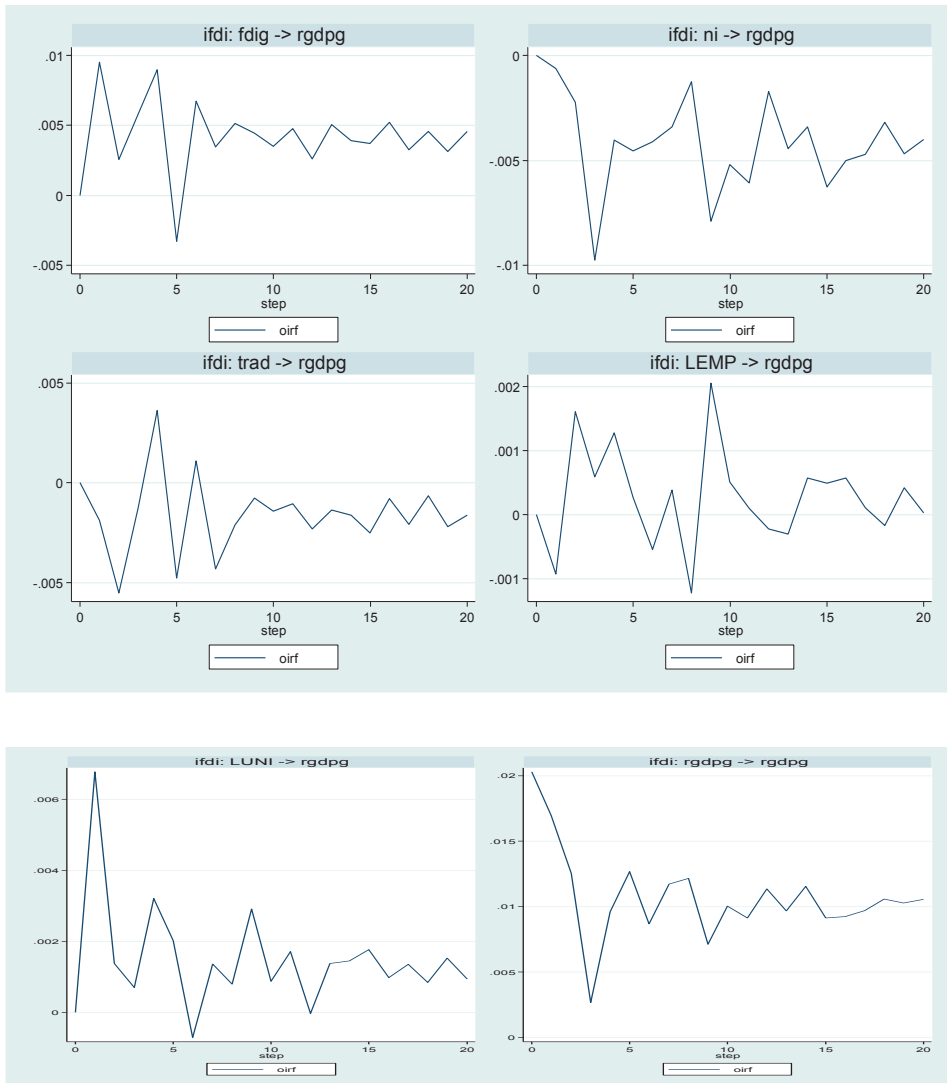 ifdi: fdig -> rgdpg
.01
.005
0
-.005
0 5 10 15 20
step
oirf
ifdi: ni -> rgdpg
0
-.005
-.01
0 5 10 15 20
step
oirf
ifdi: trad -> rgdpg
.005
0
-.005
0 5 10 15 20
step
oirf
ifdi: LEMP -> rgdpg
.002
.001
0
-.001
0 5 10 15 20
step
oirf
ifdi: LUNI -> rgdpg
.006
.004
.002
0
0 5 10 15 20
step
oirf
ifdi: rgdpg -> rgdpg
.02
.015
.01
.005
0
0 5 10 15 20
step
oirf